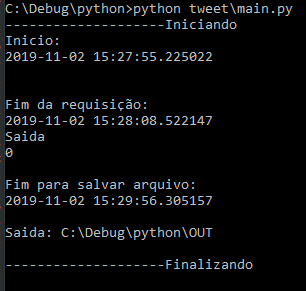 C:\Debug\python>python tweet\main.py
--------------------Iniciando
Inicio:
2019-11-02 15:27:55.225022
Fim da requisição:
2019-11-02 15:28:08.522147
Saida
0
Fim para salvar arquivo:
2019-11-02 15:29:56.305157
Saida: C:\Debug\python\OUT
--------------------Finalizando